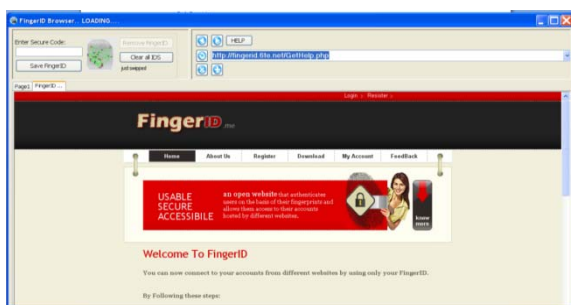 FingerID Browser.. LOADING....
Enter Secure Code:
Remove FingerID
Clear all IDS
Save FingerID
just swapped
HELP
http://fingerid.6te.net/GetHelp.php
Page1
FingerID ...
Login | Register
FingerID.me
Home
About Us
Register
Download
My Account
FeedBack
USABLE
SECURE
ACCESSIBILE
an open website that authenticates
users on the basis of their fingerprints and
allows them access to their accounts
hosted by different websites.
know
more
Welcome To FingerID
You can now connect to your accounts from different websites by using only your FingerID.
By Following these steps: